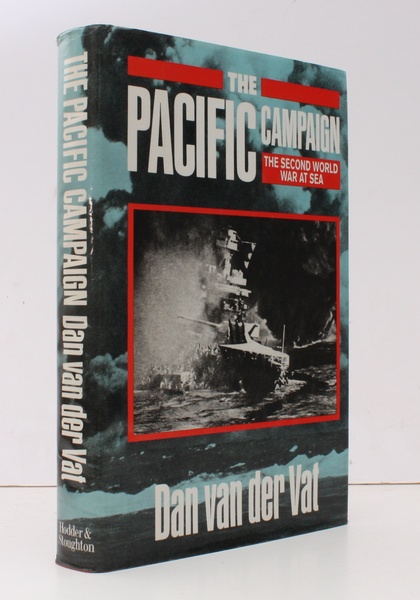 THE
PACIFIC CAMPAIGN
THE SECOND WORLD
WAR AT SEA
Dan van der Vat
THE PACIFIC CAMPAIGN Dan van der Vat
Hodder &
Stoughton